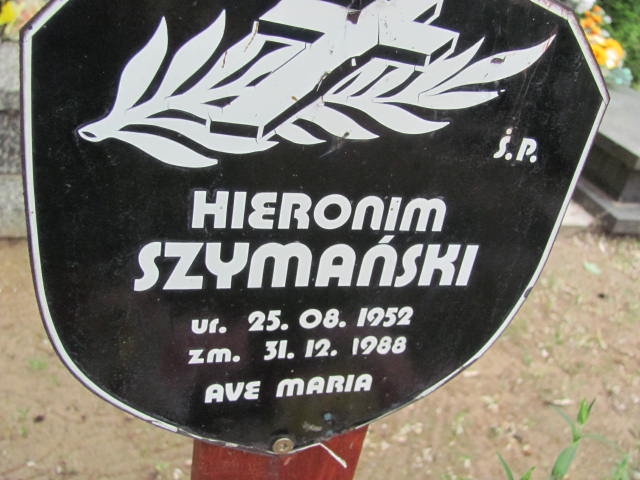 Ś.P.
HIERONIM
SZYMAŃSKI
ur. 25. 08. 1952
zm. 31. 12. 1988
AVE MARIA